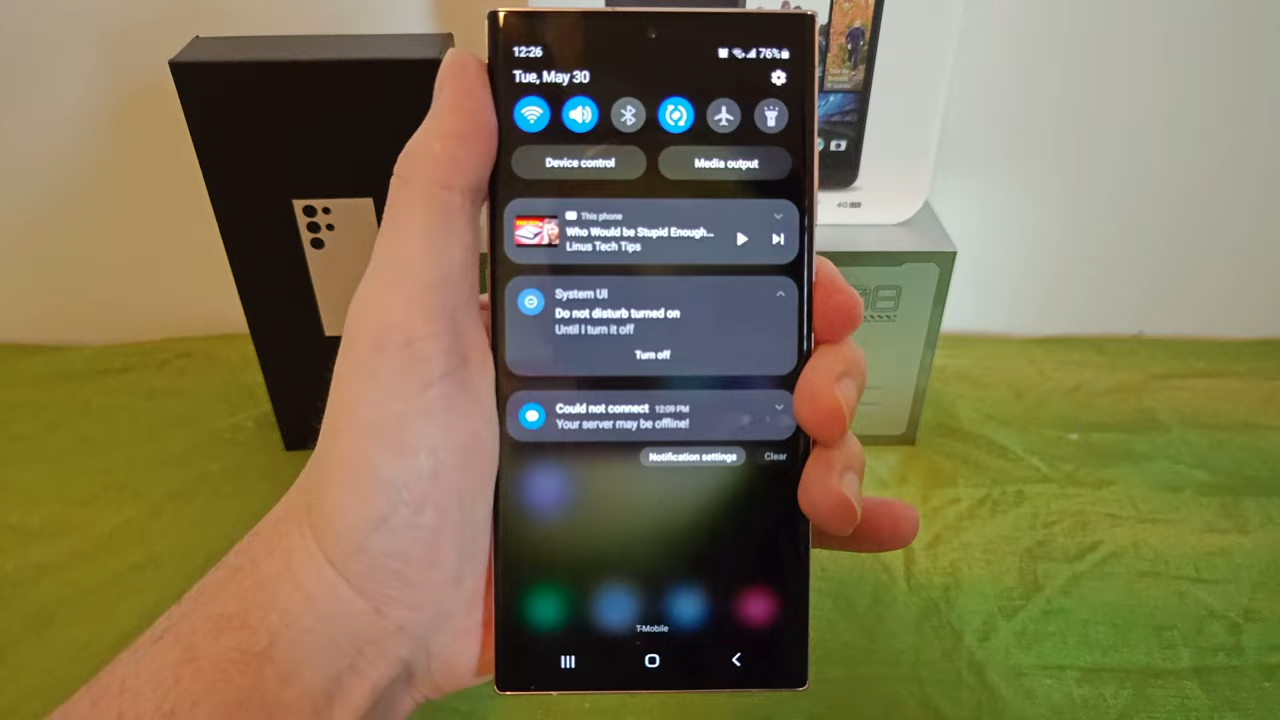 12:26
76%
Tue, May 30
Device control
Media output
This phone
Who Would be Stupid Enough...
Linus Tech Tips
System UI
Do not disturb turned on
Until I turn it off
Turn off
Could not connect 12:09 PM
Your server may be offline!
Notification settings
Clear
T-Mobile
4G